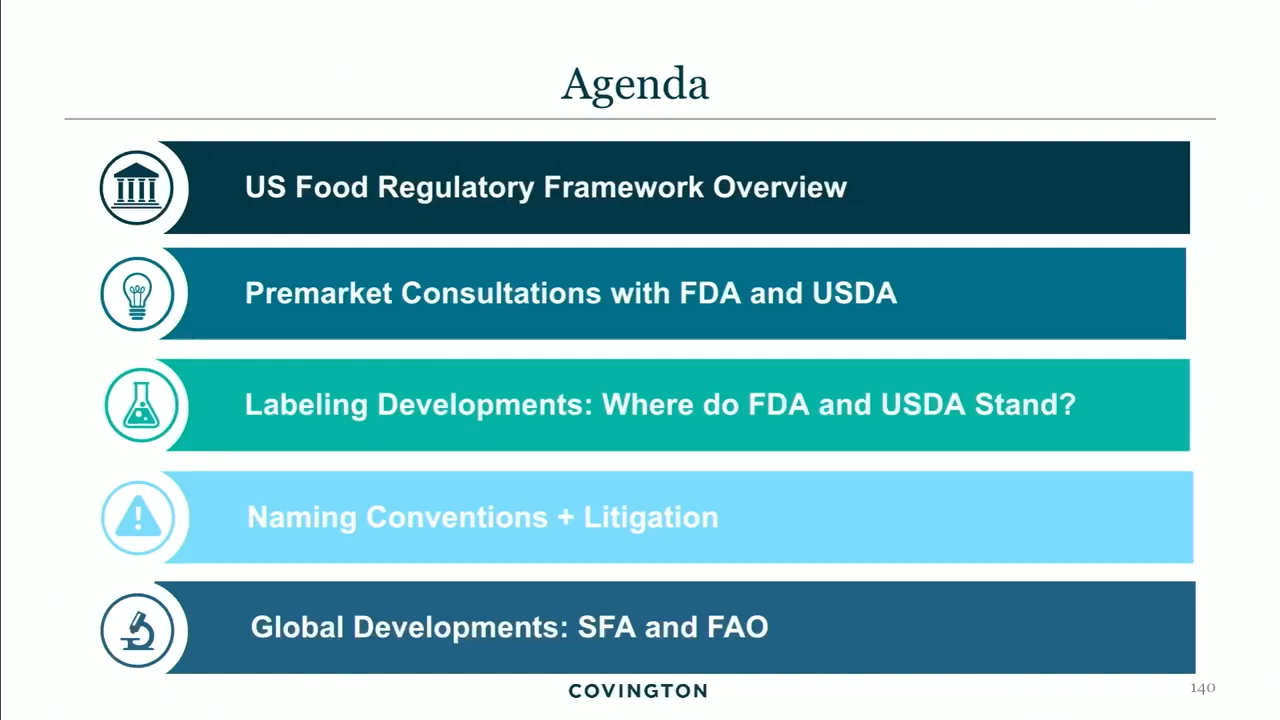 Agenda
US Food Regulatory Framework Overview
Premarket Consultations with FDA and USDA
Labeling Developments: Where do FDA and USDA Stand?
Naming Conventions + Litigation
Global Developments: SFA and FAO
COVINGTON
140